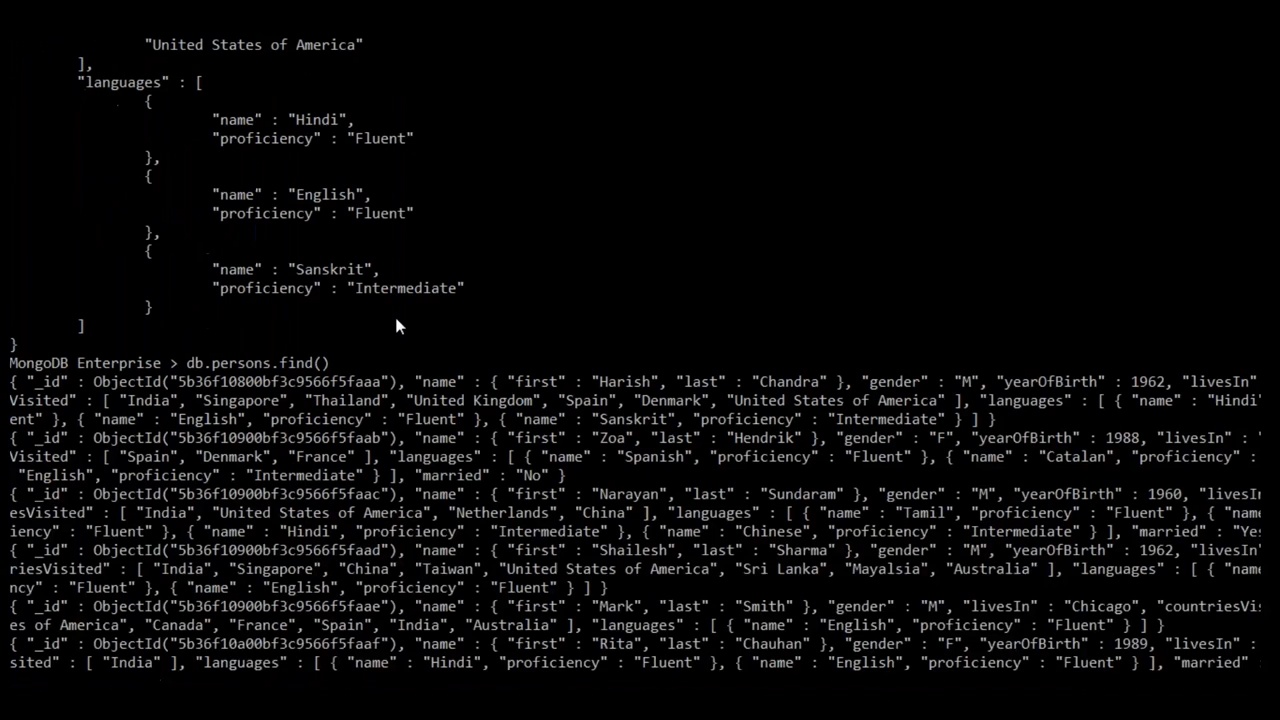 "United States of America"
],
"languages" : [
{
"name" : "Hindi",
"proficiency" : "Fluent"
},
{
"name" : "English",
"proficiency" : "Fluent"
},
{
"name" : "Sanskrit",
"proficiency" : "Intermediate"
}
]
}
MongoDB Enterprise > db.persons.find()
{ "_id" : ObjectId("5b36f10800bf3c9566f5faaa"), "name" : { "first" : "Harish", "last" : "Chandra" }, "gender" : "M", "yearOfBirth" : 1962, "livesIn"
Visited" : [ "India", "Singapore", "Thailand", "United Kingdom", "Spain", "Denmark", "United States of America" ], "languages" : [ { "name" : "Hindi"
ent" }, { "name" : "English", "proficiency" : "Fluent" }, { "name" : "Sanskrit", "proficiency" : "Intermediate" } ] }
{ "_id" : ObjectId("5b36f10900bf3c9566f5faab"), "name" : { "first" : "Zoa", "last" : "Hendrik" }, "gender" : "F", "yearOfBirth" : 1988, "livesIn" : "
Visited" : [ "Spain", "Denmark", "France" ], "languages" : [ { "name" : "Spanish", "proficiency" : "Fluent" }, { "name" : "Catalan", "proficiency" :
"English", "proficiency" : "Intermediate" } ], "married" : "No" }
{ "_id" : ObjectId("5b36f10900bf3c9566f5faac"), "name" : { "first" : "Narayan", "last" : "Sundaram" }, "gender" : "M", "yearOfBirth" : 1960, "livesIn
esVisited" : [ "India", "United States of America", "Netherlands", "China" ], "languages" : [ { "name" : "Tamil", "proficiency" : "Fluent" }, { "name
iency" : "Fluent" }, { "name" : "Hindi", "proficiency" : "Intermediate" }, { "name" : "Chinese", "proficiency" : "Intermediate" } ], "married" : "Yes
{ "_id" : ObjectId("5b36f10900bf3c9566f5faad"), "name" : { "first" : "Shailesh", "last" : "Sharma" }, "gender" : "M", "yearOfBirth" : 1962, "livesIn"
riesVisited" : [ "India", "Singapore", "China", "Taiwan", "United States of America", "Sri Lanka", "Mayalsia", "Australia" ], "languages" : [ { "name
ncy" : "Fluent" }, { "name" : "English", "proficiency" : "Fluent" } ] }
{ "_id" : ObjectId("5b36f10900bf3c9566f5faae"), "name" : { "first" : "Mark", "last" : "Smith" }, "gender" : "M", "livesIn" : "Chicago", "countriesVis
es of America", "Canada", "France", "Spain", "India", "Australia" ], "languages" : [ { "name" : "English", "proficiency" : "Fluent" } ] }
{ "_id" : ObjectId("5b36f10a00bf3c9566f5faaf"), "name" : { "first" : "Rita", "last" : "Chauhan" }, "gender" : "F", "yearOfBirth" : 1989, "livesIn" :
sited" : [ "India" ], "languages" : [ { "name" : "Hindi", "proficiency" : "Fluent" }, { "name" : "English", "proficiency" : "Fluent" } ], "married" :